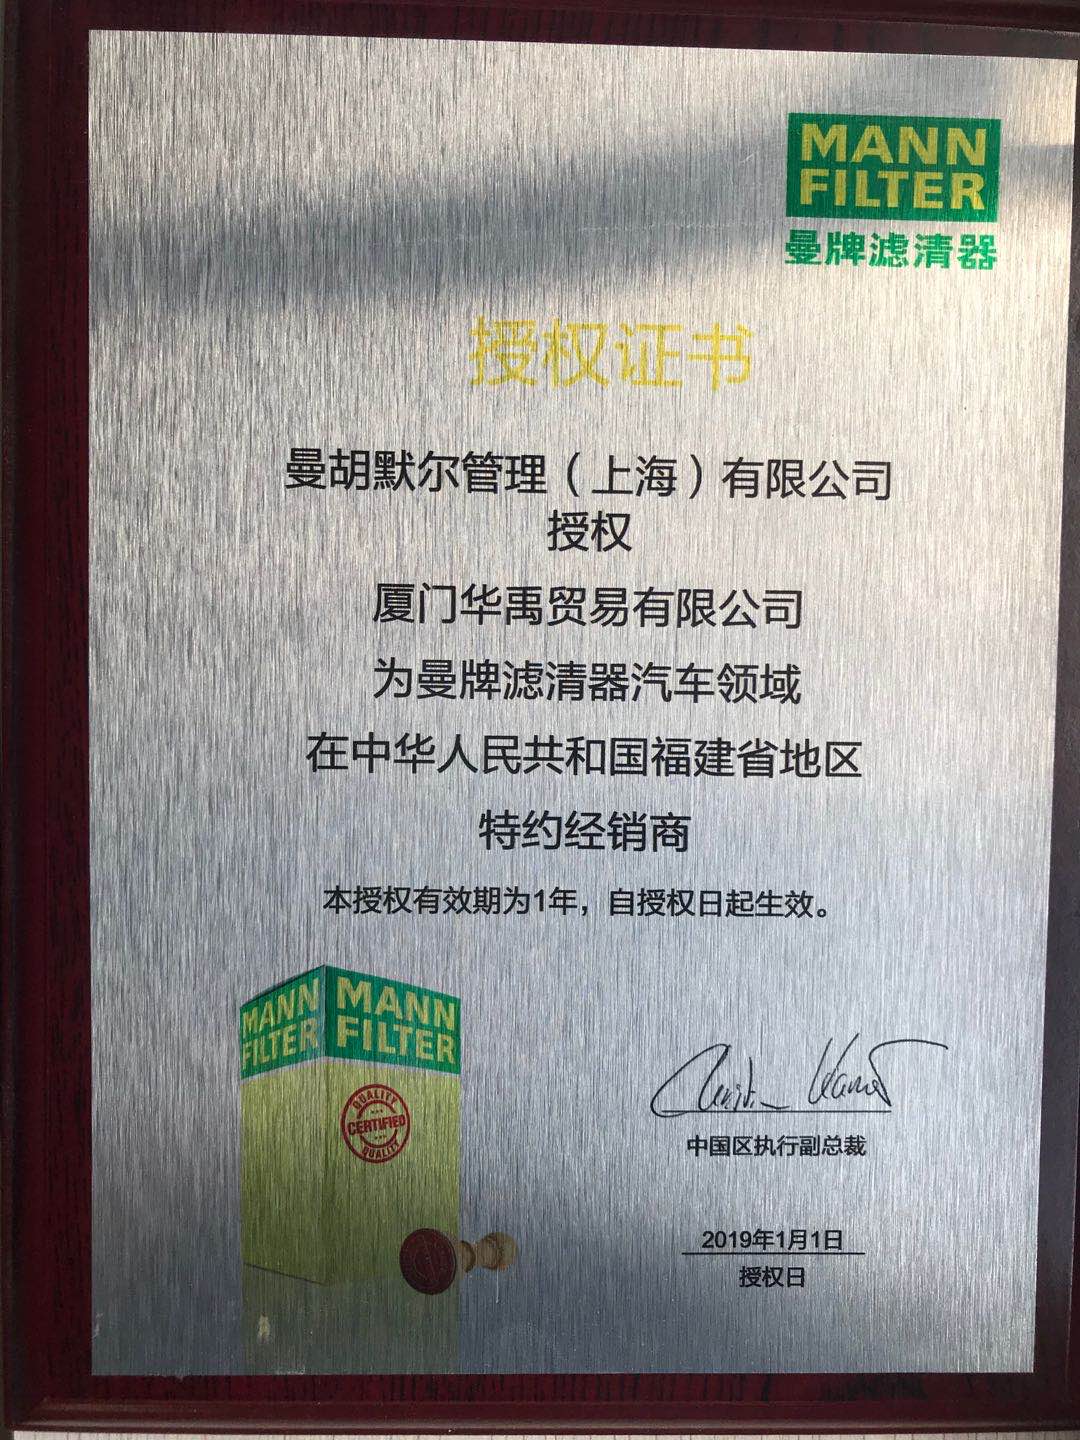 MANN
FILTER
曼牌滤清器
授权证书
曼胡默尔管理（上海）有限公司
授权
厦门华禹贸易有限公司
为曼牌滤清器汽车领域
在中华人民共和国福建省地区
特约经销商
本授权有效期为1年，自授权日起生效。
MANN
FILTER
MANN
FILTER
QUALITY
CERTIFIED
QUALITY
中国区执行副总裁
2019年1月1日
授权日